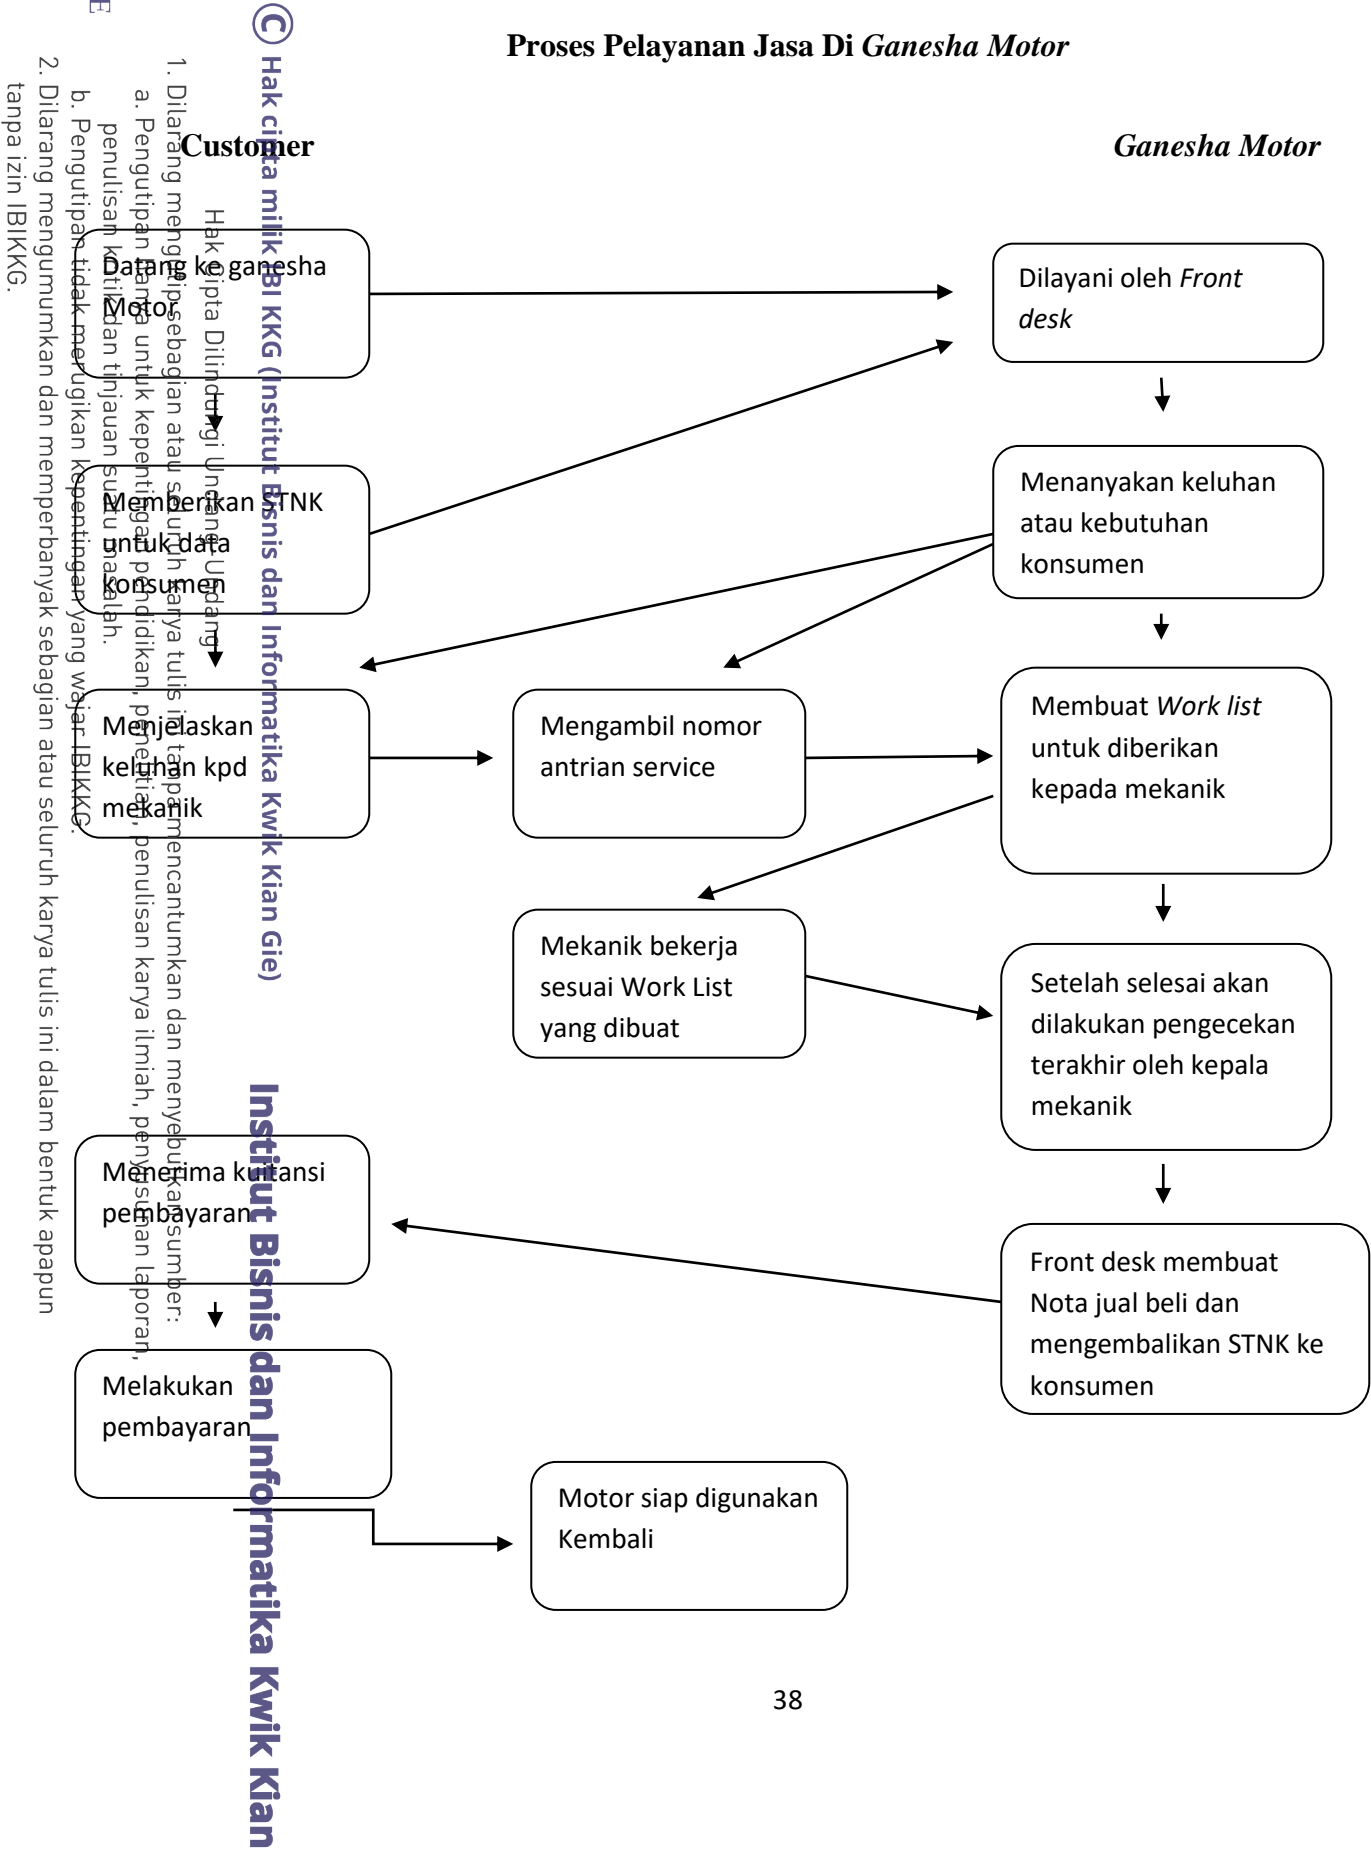 Proses Pelayanan Jasa Di Ganesha Motor
Customer
Ganesha Motor
Datang ke ganesha
Motor
Dilayani oleh Front
desk
Memberikan STNK
untuk data
konsumen
Menanyakan keluhan
atau kebutuhan
konsumen
Menjelaskan
keluhan kpd
mekanik
Mengambil nomor
antrian service
Membuat Work list
untuk diberikan
kepada mekanik
Mekanik bekerja
sesuai Work List
yang dibuat
Setelah selesai akan
dilakukan pengecekan
terakhir oleh kepala
mekanik
Menerima kuitansi
pembayaran
Front desk membuat
Nota jual beli dan
mengembalikan STNK ke
konsumen
Melakukan
pembayaran
Motor siap digunakan
Kembali
38
© Hak cipta milik IBI KKG (Institut Bisnis dan Informatika Kwik Kian Gie)
Institut Bisnis dan Informatika Kwik Kian
Hak Cipta Dilindungi Undang-Undang
1. Dilarang mengutip sebagian atau seluruh karya tulis ini tanpa mencantumkan dan menyebutkan sumber:
a. Pengutipan hanya untuk kepentingan pendidikan, penelitian, penulisan karya ilmiah, penyusunan laporan,
penulisan kritik dan tinjauan suatu masalah.
b. Pengutipan tidak merugikan kepentingan yang wajar IBIKKG.
2. Dilarang mengumumkan dan memperbanyak sebagian atau seluruh karya tulis ini dalam bentuk apapun
tanpa izin IBIKKG.